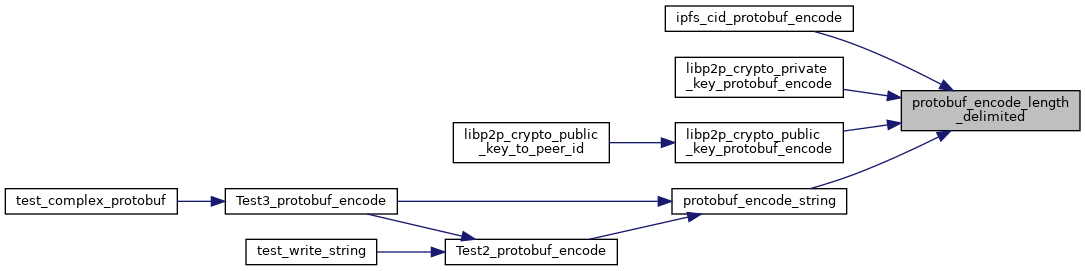 ipfs_cid_protobuf_encode
libp2p_crypto_private
_key_protobuf_encode
protobuf_encode_length
_delimited
libp2p_crypto_public
_key_to_peer_id
libp2p_crypto_public
_key_protobuf_encode
test_complex_protobuf
Test3_protobuf_encode
protobuf_encode_string
test_write_string
Test2_protobuf_encode